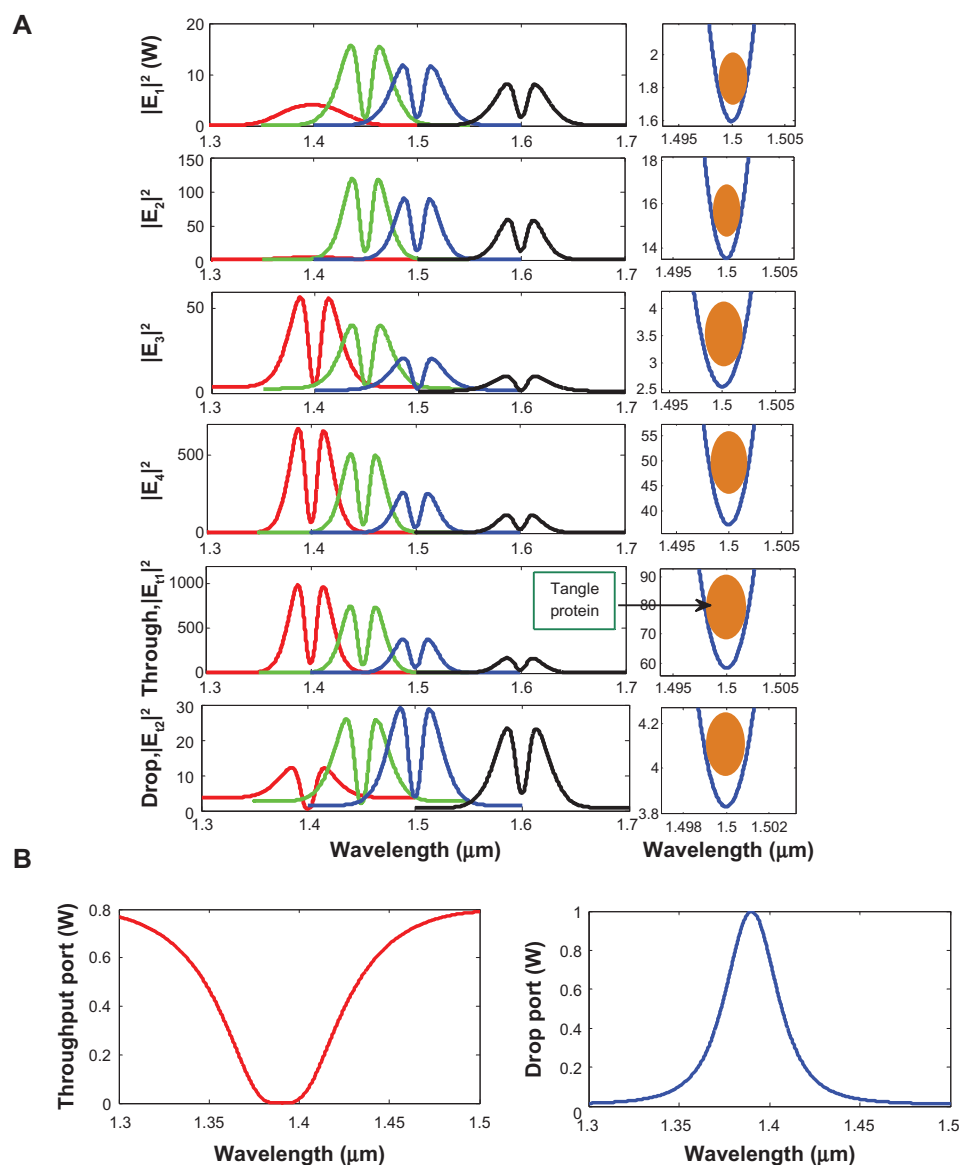 A
|E1|² (W)
20
10
0
1.3 1.4 1.5 1.6 1.7
2
1.8
1.6
1.495 1.5 1.505
|E2|²
150
100
50
0
1.3 1.4 1.5 1.6 1.7
18
16
14
1.495 1.5 1.505
|E3|²
50
0
1.3 1.4 1.5 1.6 1.7
4
3.5
3
2.5
1.495 1.5 1.505
|E4|²
500
0
1.3 1.4 1.5 1.6 1.7
55
50
45
40
35
1.495 1.5 1.505
Through,|Et1|²
1000
500
0
1.3 1.4 1.5 1.6 1.7
Tangle
protein
90
80
70
60
1.495 1.5 1.505
Drop,|Et2|²
30
20
10
0
1.3 1.4 1.5 1.6 1.7
Wavelength (µm)
4.2
4
3.8
1.498 1.5 1.502
Wavelength (µm)
B
Throughput port (W)
0.8
0.6
0.4
0.2
0
1.3 1.35 1.4 1.45 1.5
Wavelength (µm)
Drop port (W)
1
0.8
0.6
0.4
0.2
0
1.3 1.35 1.4 1.45 1.5
Wavelength (µm)